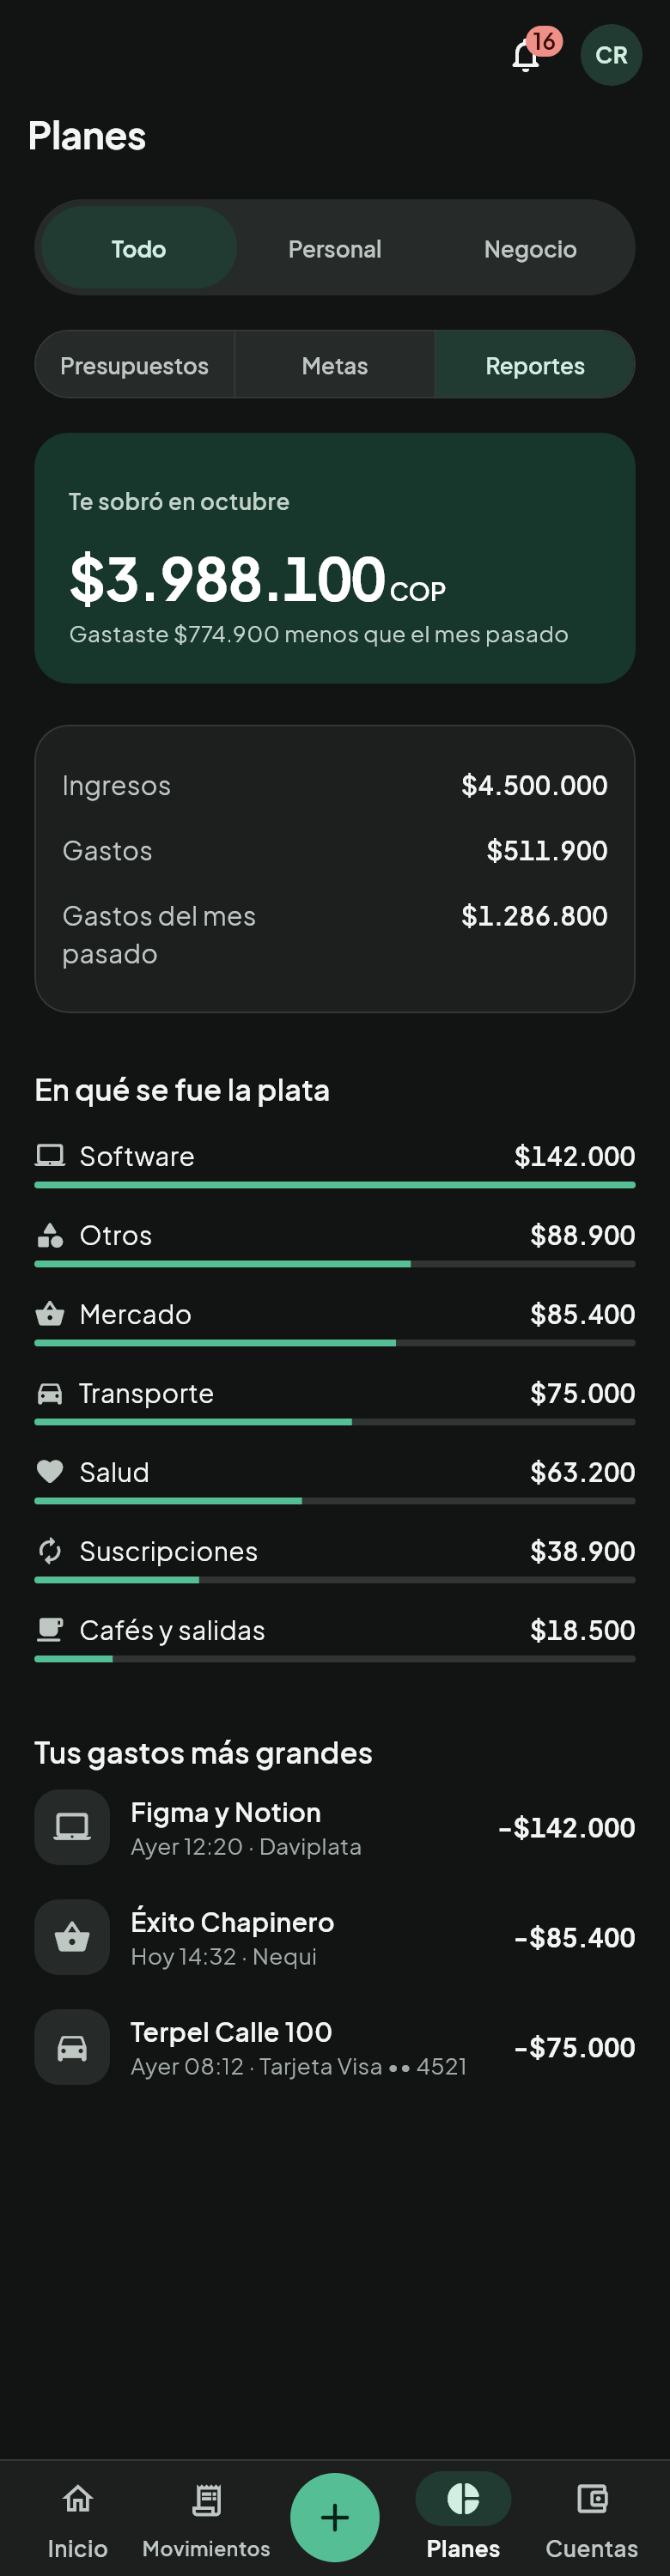 16
CR
Planes
Todo Personal Negocio
Presupuestos Metas Reportes
Te sobró en octubre
$3.988.100 COP
Gastaste $774.900 menos que el mes pasado
Ingresos $4.500.000
Gastos $511.900
Gastos del mes $1.286.800
pasado
En qué se fue la plata
Software $142.000
Otros $88.900
Mercado $85.400
Transporte $75.000
Salud $63.200
Suscripciones $38.900
Cafés y salidas $18.500
Tus gastos más grandes
Figma y Notion
Ayer 12:20 · Daviplata
-$142.000
Éxito Chapinero
Hoy 14:32 · Nequi
-$85.400
Terpel Calle 100
Ayer 08:12 · Tarjeta Visa •• 4521
-$75.000
Inicio Movimientos Planes Cuentas